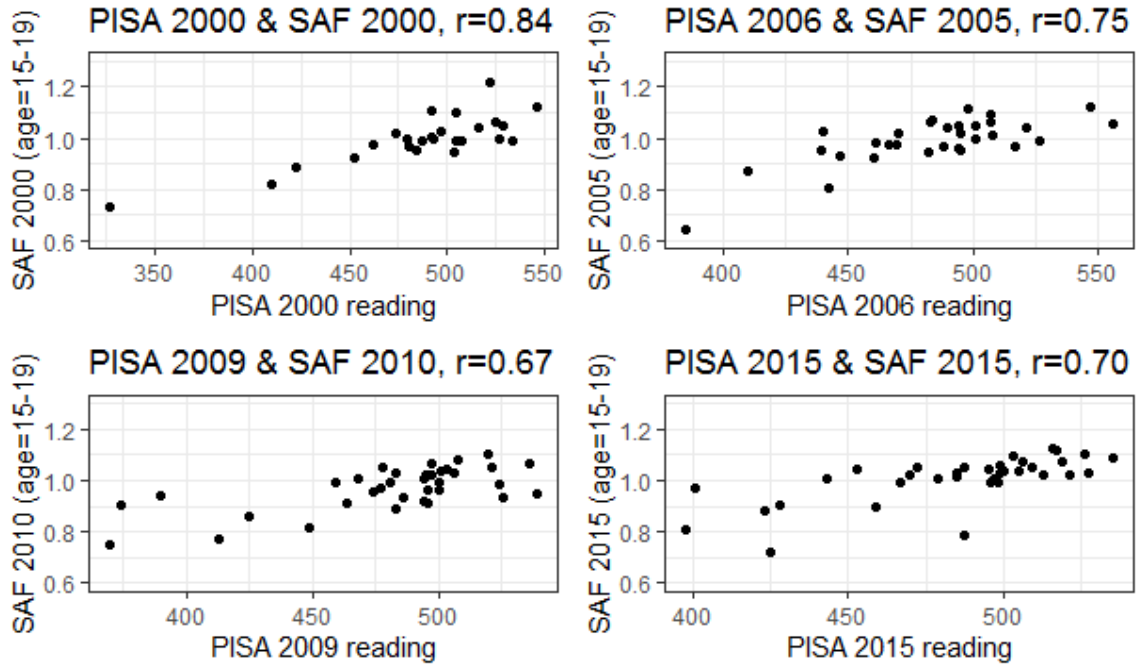 PISA 2000 & SAF 2000, r=0.84
SAF 2000 (age=15-19)
1.2
1.0
0.8
0.6
350 400 450 500 550
PISA 2000 reading
PISA 2006 & SAF 2005, r=0.75
SAF 2005 (age=15-19)
1.2
1.0
0.8
0.6
400 450 500 550
PISA 2006 reading
PISA 2009 & SAF 2010, r=0.67
SAF 2010 (age=15-19)
1.2
1.0
0.8
0.6
400 450 500
PISA 2009 reading
PISA 2015 & SAF 2015, r=0.70
SAF 2015 (age=15-19)
1.2
1.0
0.8
0.6
400 450 500
PISA 2015 reading